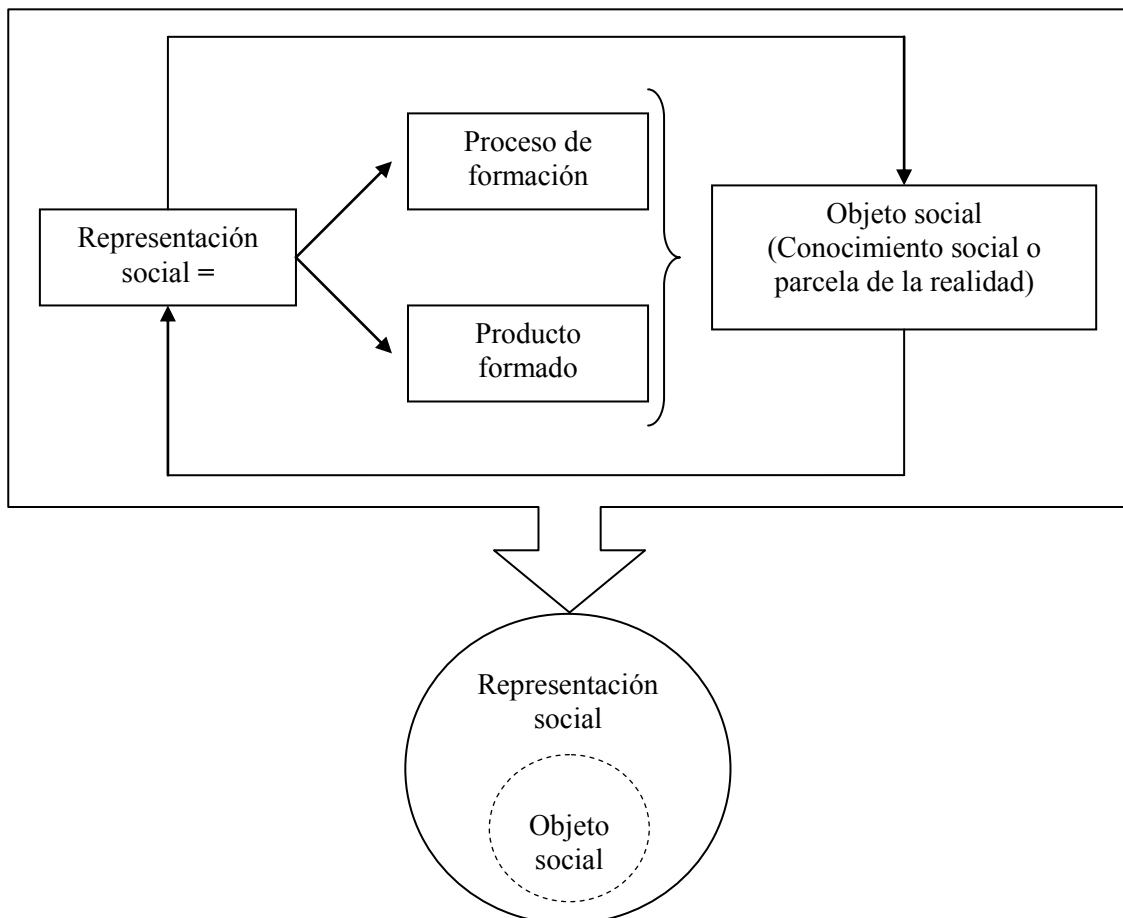 Proceso de
formación
Representación
social =
Objeto social
(Conocimiento social o
parcela de la realidad)
Producto
formado
Representación
social
Objeto
social